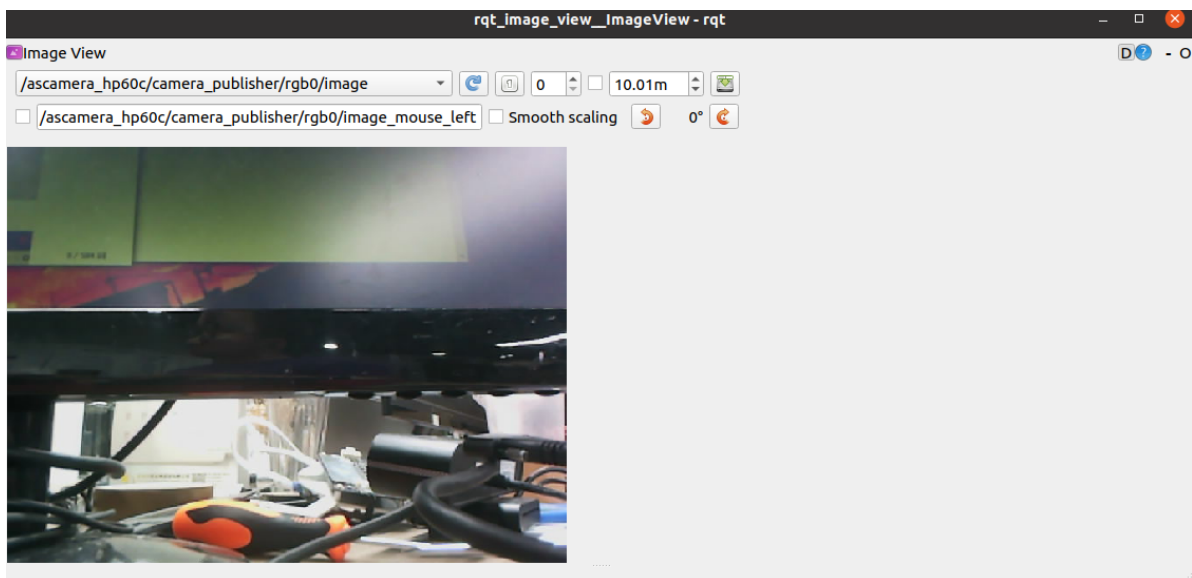 rqt_image_view__ImageView - rqt
Image View
D
- O
/ascamera_hp60c/camera_publisher/rgb0/image
0
10.01m
/ascamera_hp60c/camera_publisher/rgb0/image_mouse_left
Smooth scaling
0°